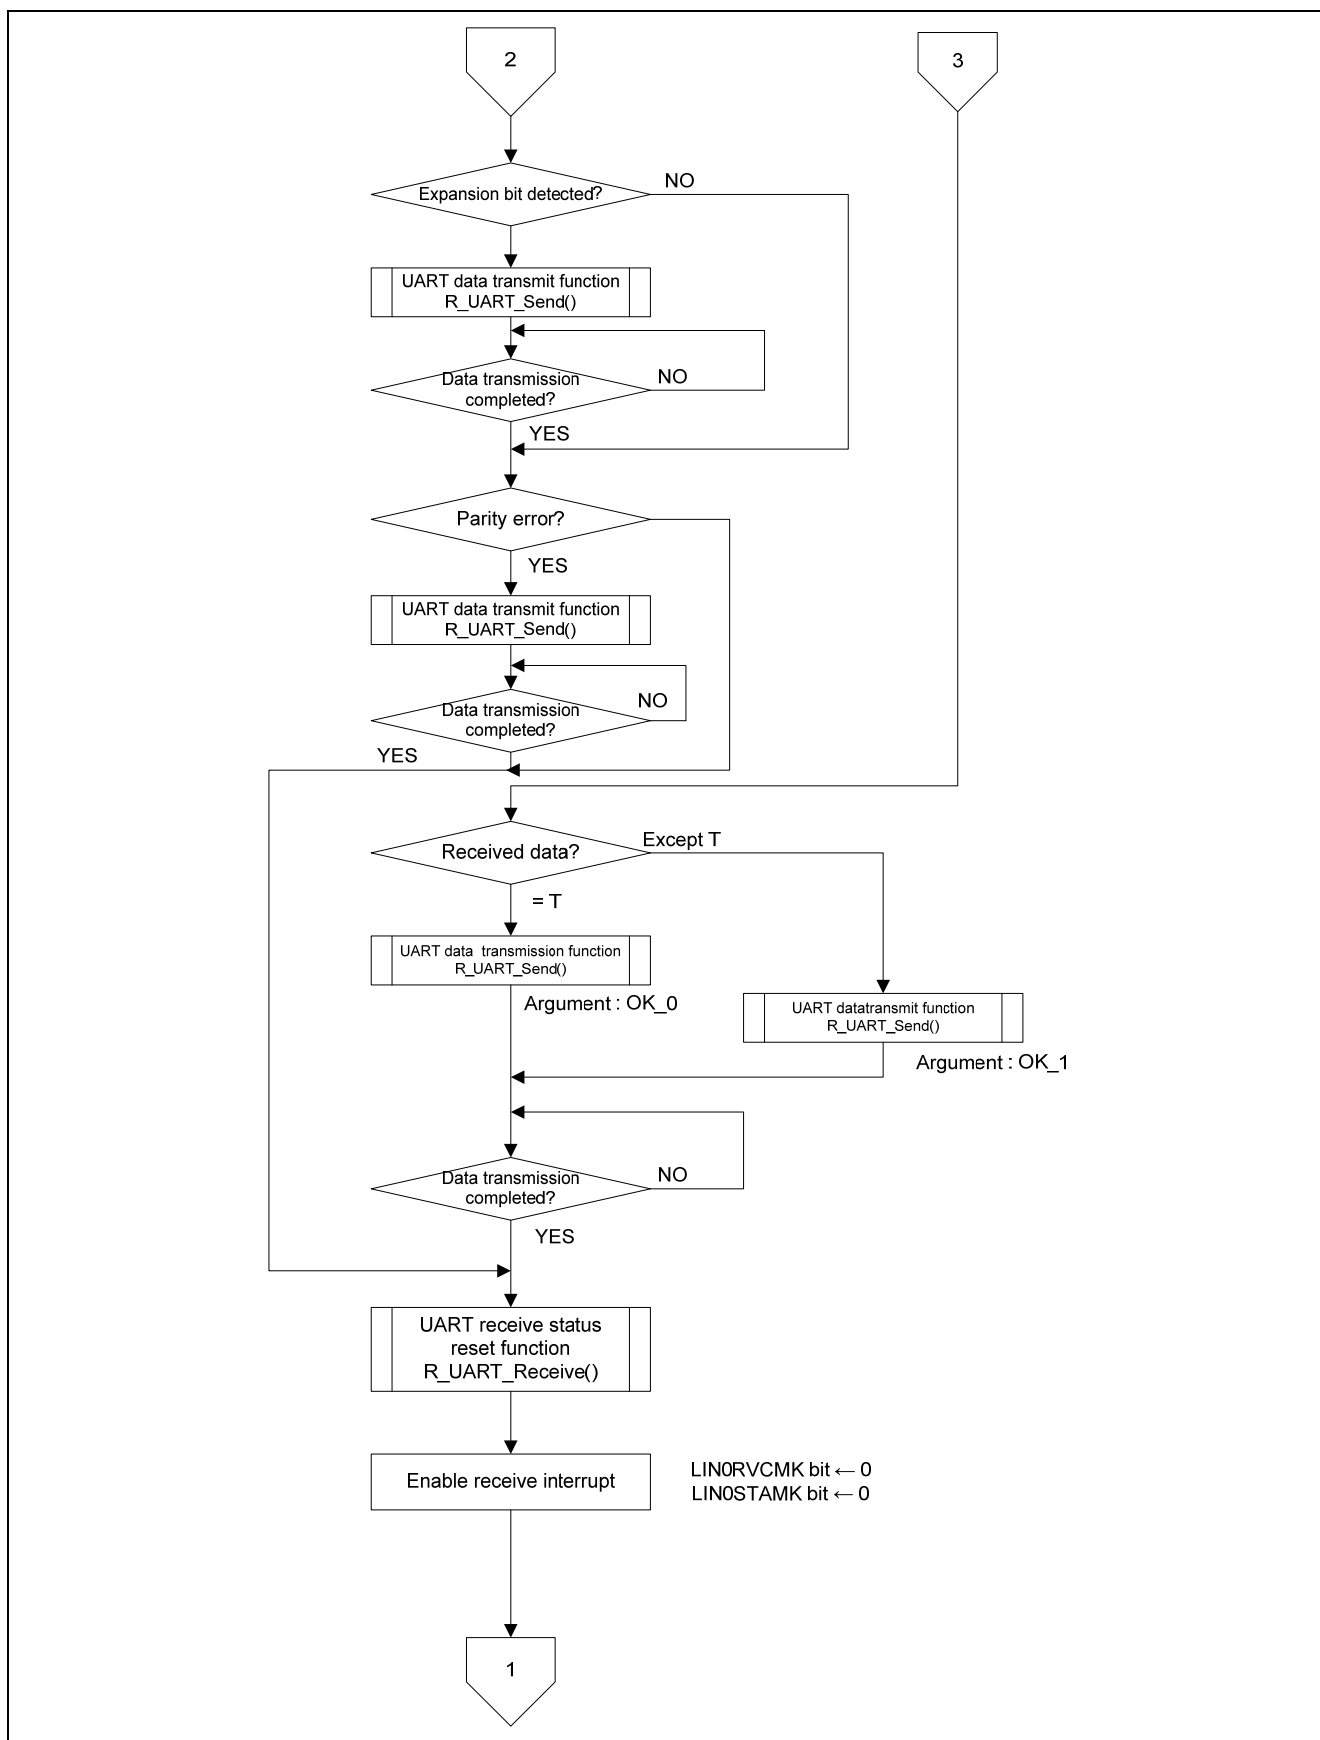 2
3
Expansion bit detected?
NO
UART data transmit function
R_UART_Send()
Data transmission
completed?
NO
YES
Parity error?
YES
UART data transmit function
R_UART_Send()
Data transmission
completed?
NO
YES
Received data?
Except T
= T
UART data transmission function
R_UART_Send()
Argument : OK_0
UART datatransmit function
R_UART_Send()
Argument : OK_1
Data transmission
completed?
NO
YES
UART receive status
reset function
R_UART_Receive()
Enable receive interrupt
LIN0RVCMK bit ← 0
LIN0STAMK bit ← 0
1